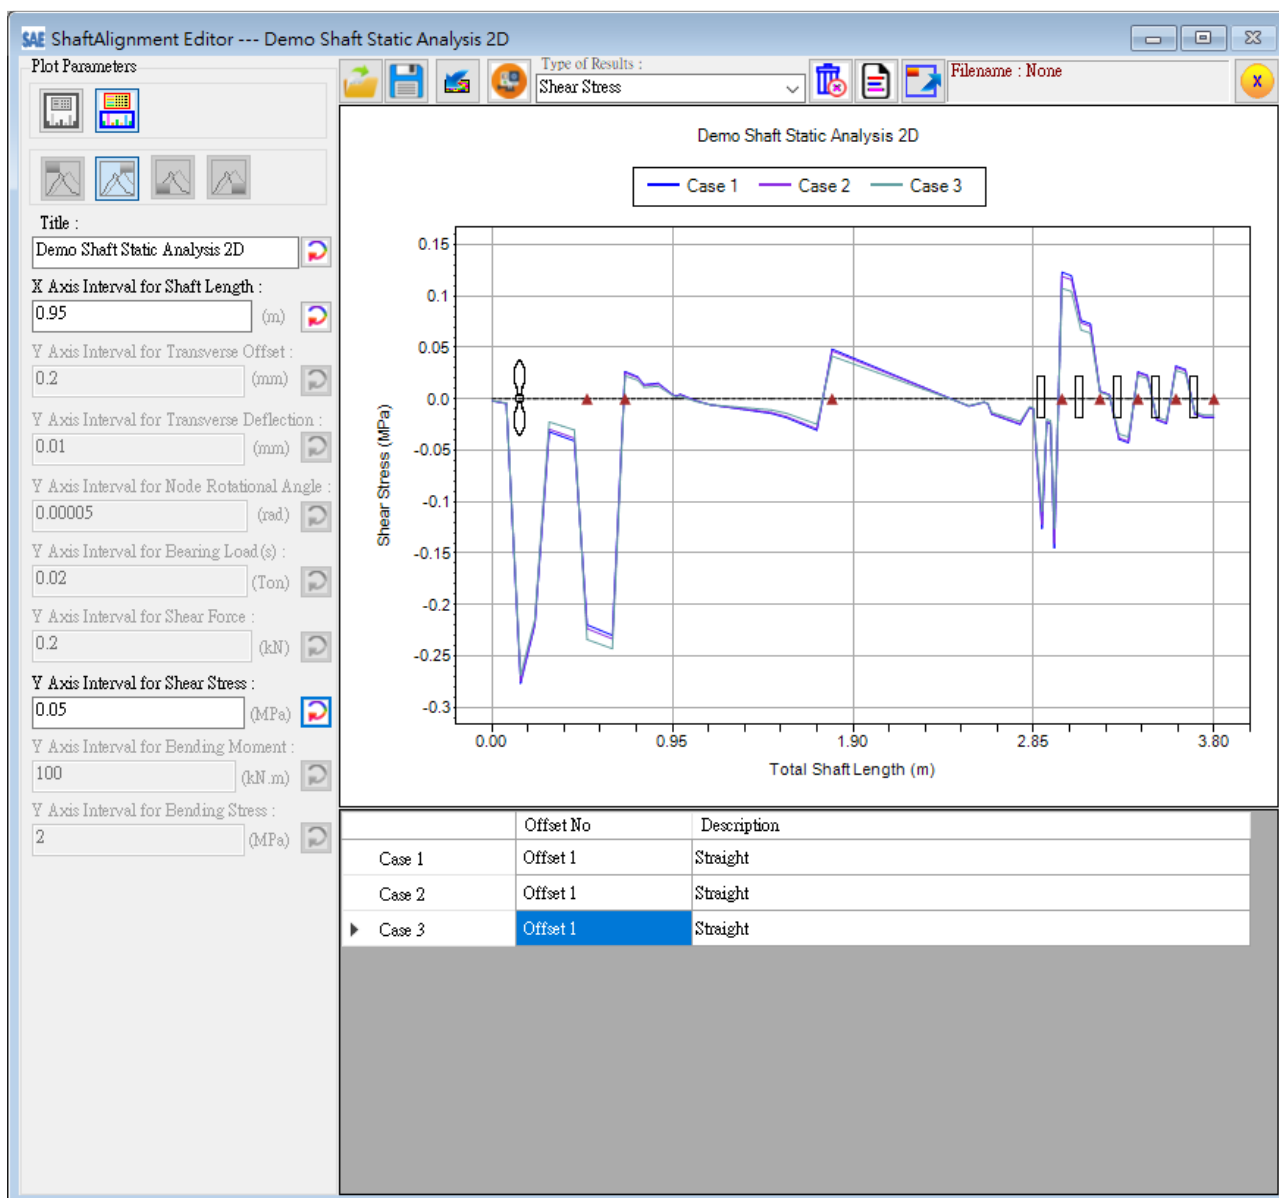 SAE ShaftAlignment Editor --- Demo Shaft Static Analysis 2D
Plot Parameters
Type of Results :
Shear Stress
Filename : None
X
Title :
Demo Shaft Static Analysis 2D
X Axis Interval for Shaft Length :
0.95 (m)
Y Axis Interval for Transverse Offset :
0.2 (mm)
Y Axis Interval for Transverse Deflection :
0.01 (mm)
Y Axis Interval for Node Rotational Angle :
0.00005 (rad)
Y Axis Interval for Bearing Load(s) :
0.02 (Ton)
Y Axis Interval for Shear Force :
0.2 (kN)
Y Axis Interval for Shear Stress :
0.05 (MPa)
Y Axis Interval for Bending Moment :
100 (kN.m)
Y Axis Interval for Bending Stress :
2 (MPa)
Demo Shaft Static Analysis 2D
Case 1 Case 2 Case 3
0.15
0.1
0.05
0.0
-0.05
-0.1
-0.15
-0.2
-0.25
-0.3
Shear Stress (MPa)
0.00 0.95 1.90 2.85 3.80
Total Shaft Length (m)
Offset No Description
Case 1 Offset 1 Straight
Case 2 Offset 1 Straight
Case 3 Offset 1 Straight